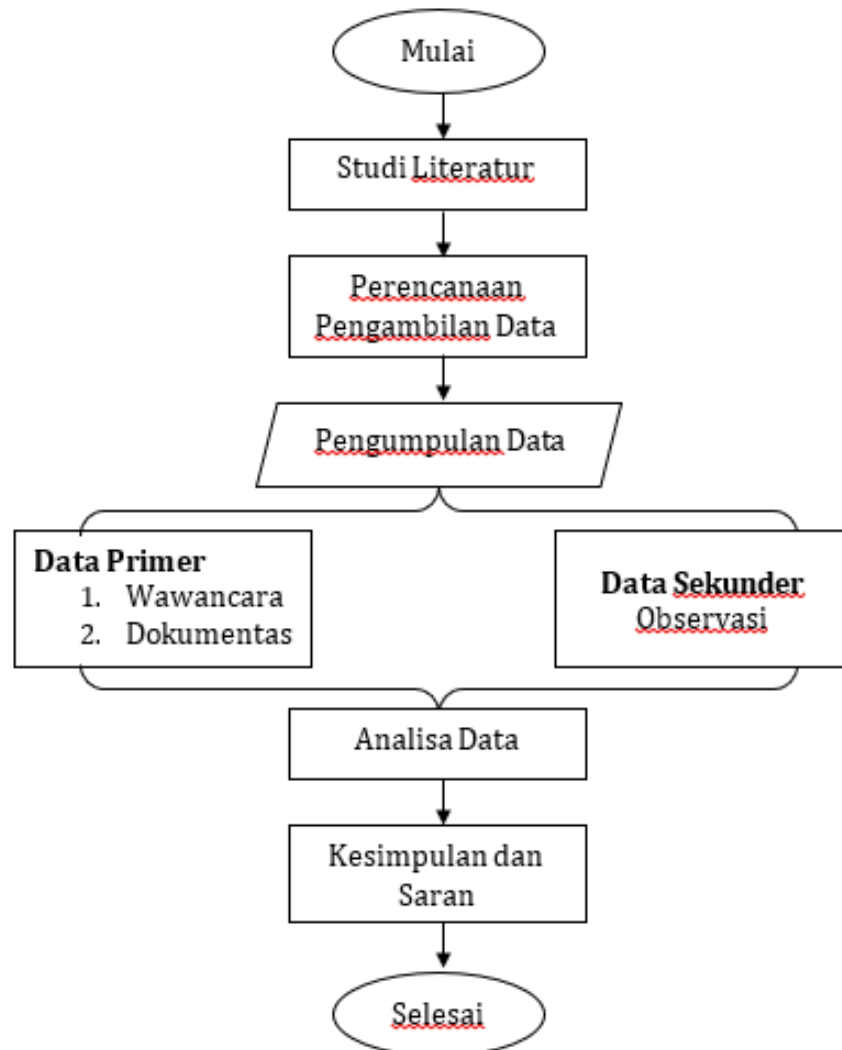 Mulai
Studi Literatur
Perencanaan
Pengambilan Data
Pengumpulan Data
Data Primer
1. Wawancara
2. Dokumentas
Data Sekunder
Observasi
Analisa Data
Kesimpulan dan
Saran
Selesai